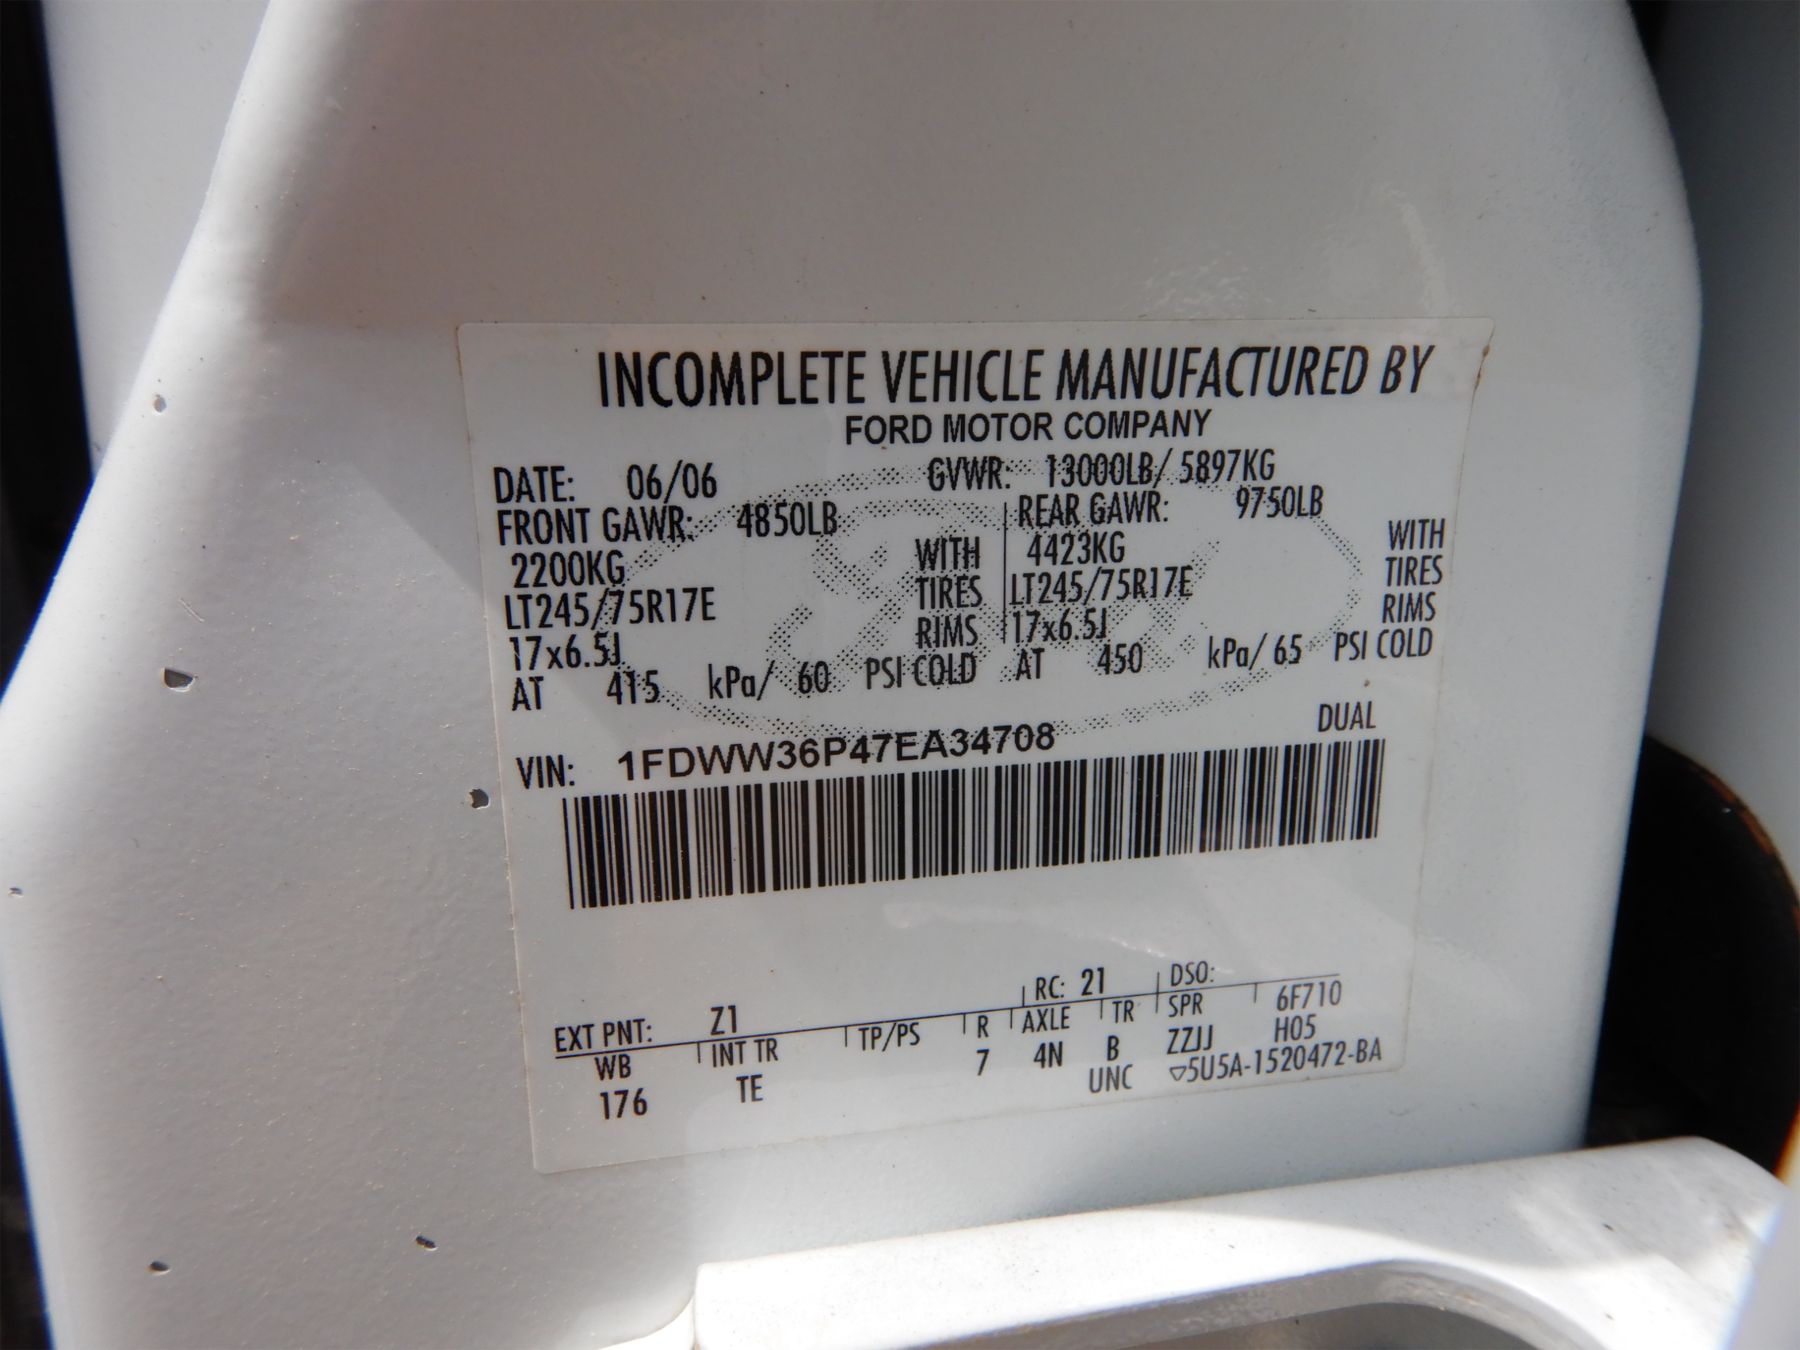 INCOMPLETE VEHICLE MANUFACTURED BY
FORD MOTOR COMPANY
DATE: 06/06 GVWR: 13000LB/ 5897KG
FRONT GAWR: 4850LB REAR GAWR: 9750LB
2200KG WITH 4423KG WITH
LT245/75R17E TIRES LT245/75R17E TIRES
17x6.5J RIMS 17x6.5J RIMS
AT 415 kPa/ 60 PSI COLD AT 450 kPa/ 65 PSI COLD
VIN: 1FDWW36P47EA34708 DUAL
RC: 21 DSO:
EXT PNT: Z1 6F710
WB INT TR TP/PS R AXLE TR SPR H05
176 TE 7 4N B ZZJJ
UNC ▽5U5A-1520472-BA